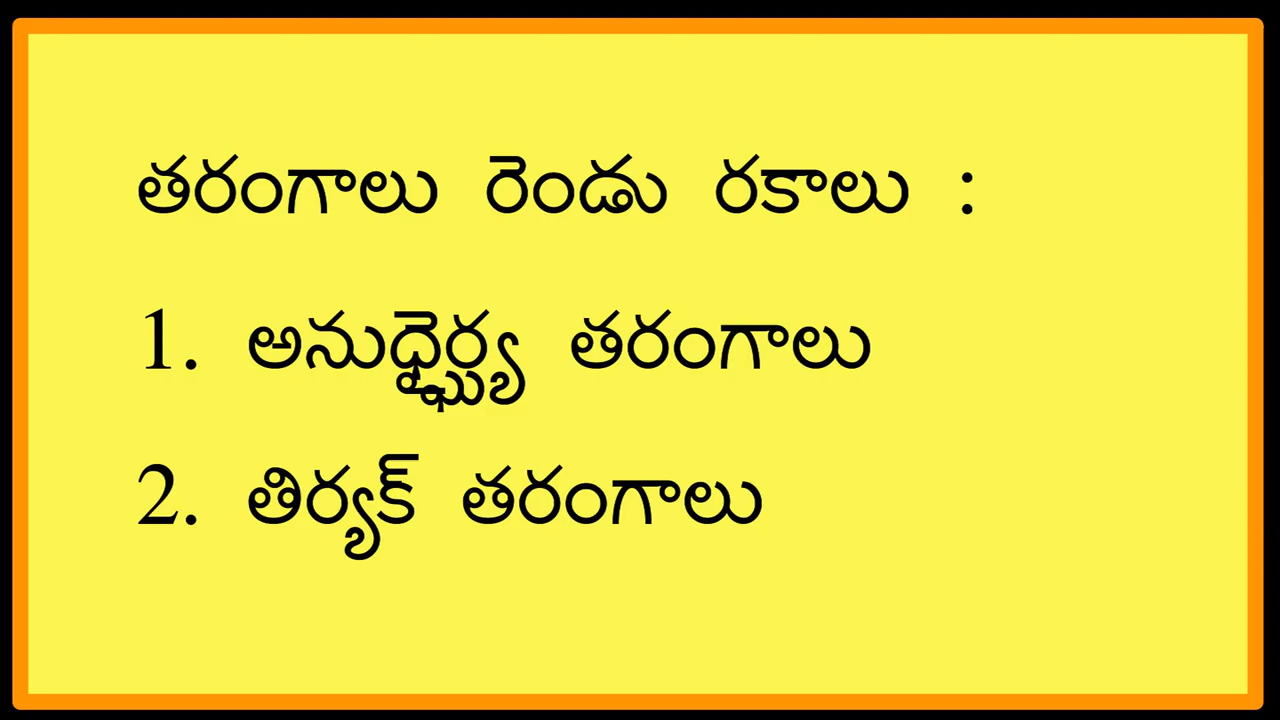 తరంగాలు రెండు రకాలు :
1. అనుధైర్ఘ్య తరంగాలు
2. తిర్యక్ తరంగాలు